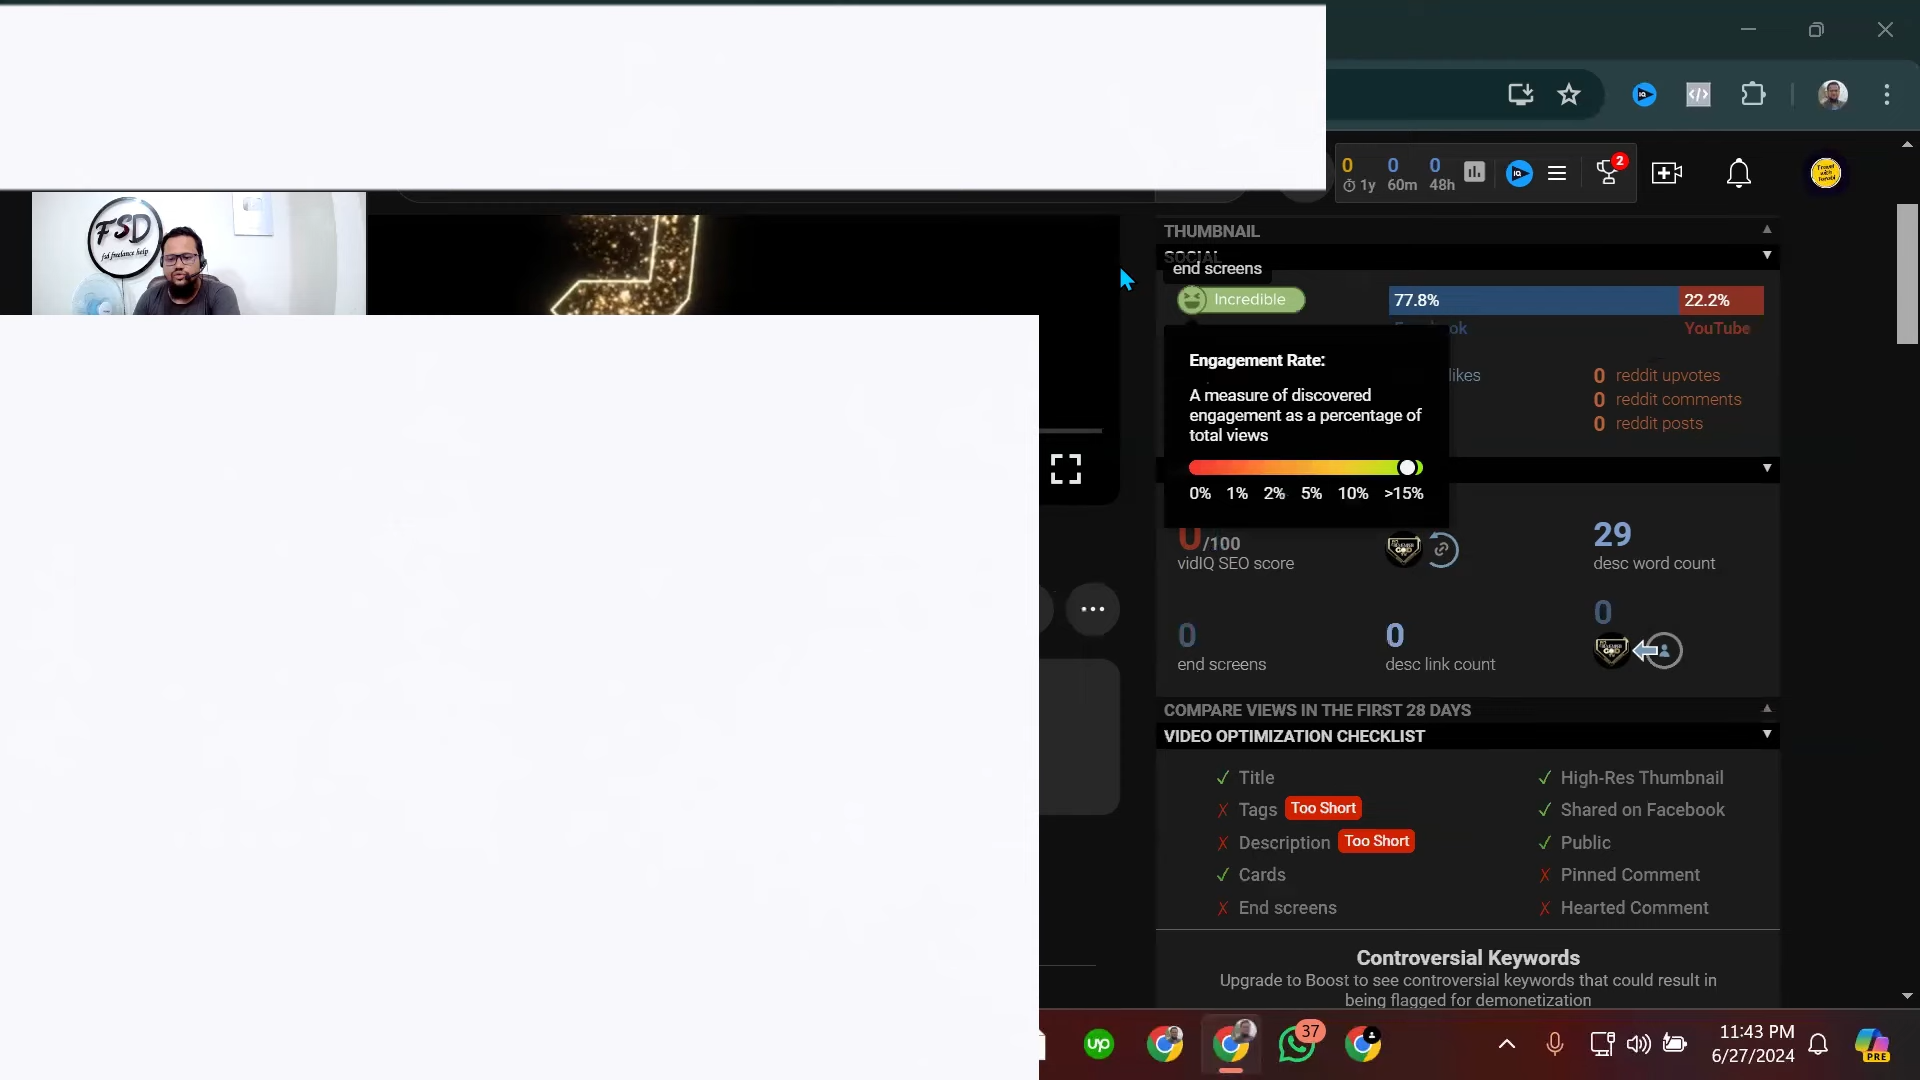 0 0 0
1y 60m 48h
2
FSD
THUMBNAIL
SOCIAL
end screens
Incredible
77.8% 22.2%
YouTube
Engagement Rate:
A measure of discovered
engagement as a percentage of
total views
0% 1% 2% 5% 10% >15%
likes
0 reddit upvotes
0 reddit comments
0 reddit posts
0/100
vidIQ SEO score
29
desc word count
0
end screens
0
desc link count
0
COMPARE VIEWS IN THE FIRST 28 DAYS
VIDEO OPTIMIZATION CHECKLIST
Title
Tags Too Short
Description Too Short
Cards
End screens
High-Res Thumbnail
Shared on Facebook
Public
Pinned Comment
Hearted Comment
Controversial Keywords
Upgrade to Boost to see controversial keywords that could result in
being flagged for demonetization
up
37
11:43 PM
6/27/2024
PRE